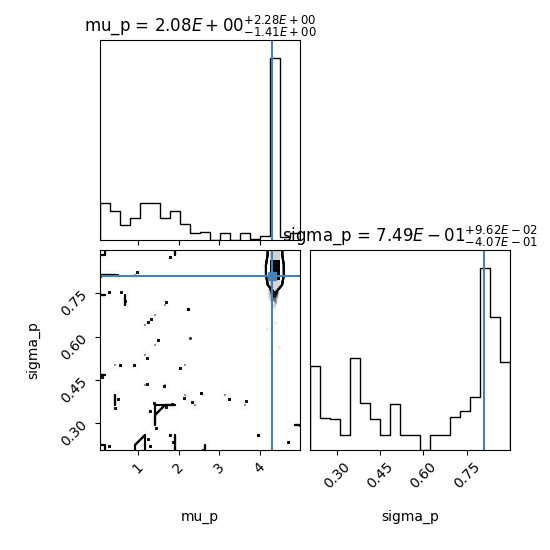 mu_p = 2.08E + 00 +2.28E + 00 −1.41E + 00
sigma_p = 7.49E − 01 +9.62E − 02 −4.07E − 01
sigma_p
0.75
0.60
0.45
0.30
1 2 3 4
0.30 0.45 0.60 0.75
mu_p
sigma_p